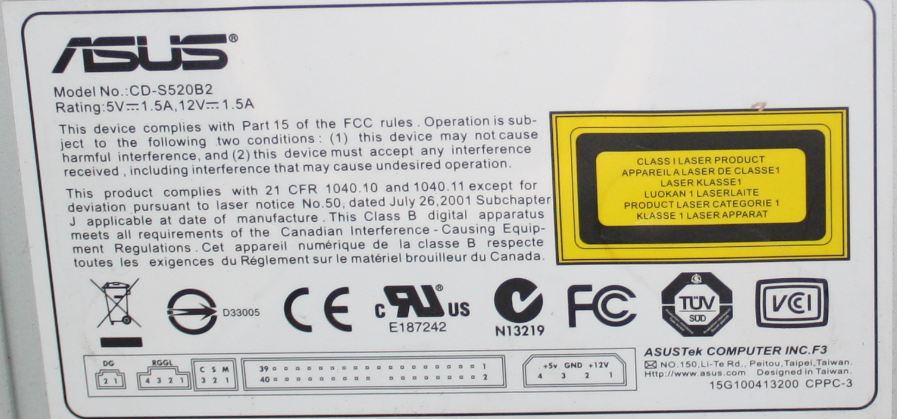 ASUS®
Model No.:CD-S520B2
Rating:5V⎓1.5A,12V⎓1.5A
This device complies with Part 15 of the FCC rules . Operation is sub-
ject to the following two conditions : (1) this device may not cause
harmful interference, and (2) this device must accept any interference
received , including interference that may cause undesired operation.
This product complies with 21 CFR 1040.10 and 1040.11 except for
deviation pursuant to laser notice No.50, dated July 26,2001 Subchapter
J applicable at date of manufacture . This Class B digital apparatus
meets all requirements of the Canadian Interference - Causing Equip-
ment Regulations . Cet appareil numérique de la classe B respecte
toutes les exigences du Réglement sur le matériel brouilleur du Canada.
CLASS I LASER PRODUCT
APPAREIL A LASER DE CLASSE1
LASER KLASSE1
LUOKAN 1 LASERLAITE
PRODUCT LASER CATEGORIE 1
KLASSE 1 LASER APPARAT
D33005
CE
c RU® US
E187242
N13219
FC
TÜV
SÜD
VCI
DG
2 1
RGGL
4 3 2 1
C S M
3 2 1
39 1
40 2
+5v GND +12V
4 3 2 1
ASUSTek COMPUTER INC.F3
NO.150,Li-Te Rd., Peitou,Taipei,Taiwan.
Http://www.asus.com Designed in Taiwan.
15G100413200 CPPC-3